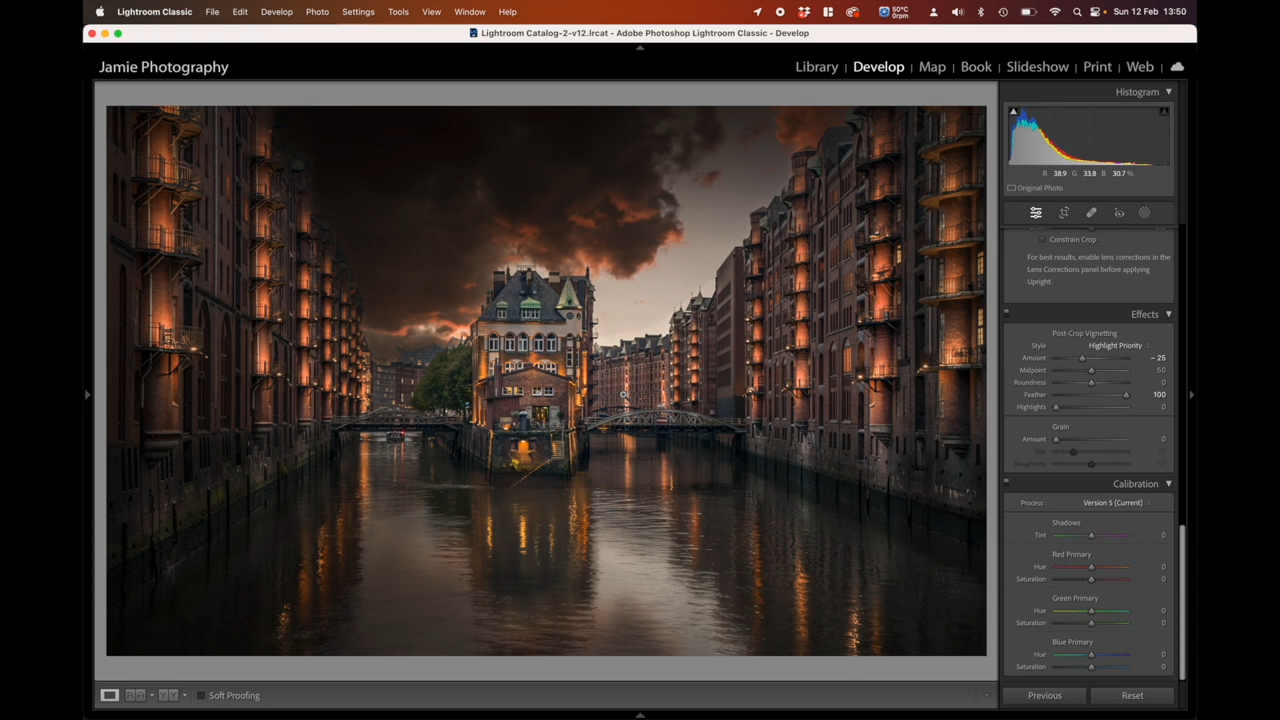 Lightroom Classic File Edit Develop Photo Settings Tools View Window Help 50°C 0rpm Sun 12 Feb 13:50
Lightroom Catalog-2-v12.lrcat - Adobe Photoshop Lightroom Classic - Develop
Jamie Photography Library | Develop | Map | Book | Slideshow | Print | Web
Histogram
R 38.9 G 33.8 B 30.7 %
Original Photo
Constrain Crop
For best results, enable lens corrections in the
Lens Corrections panel before applying
Upright.
Effects
Post-Crop Vignetting
Style Highlight Priority
Amount – 25
Midpoint 50
Roundness 0
Feather 100
Highlights 0
Grain
Amount 0
Size
Roughness
Calibration
Process : Version 5 (Current)
Shadows
Tint 0
Red Primary
Hue 0
Saturation 0
Green Primary
Hue 0
Saturation 0
Blue Primary
Hue 0
Saturation 0
Soft Proofing Previous Reset